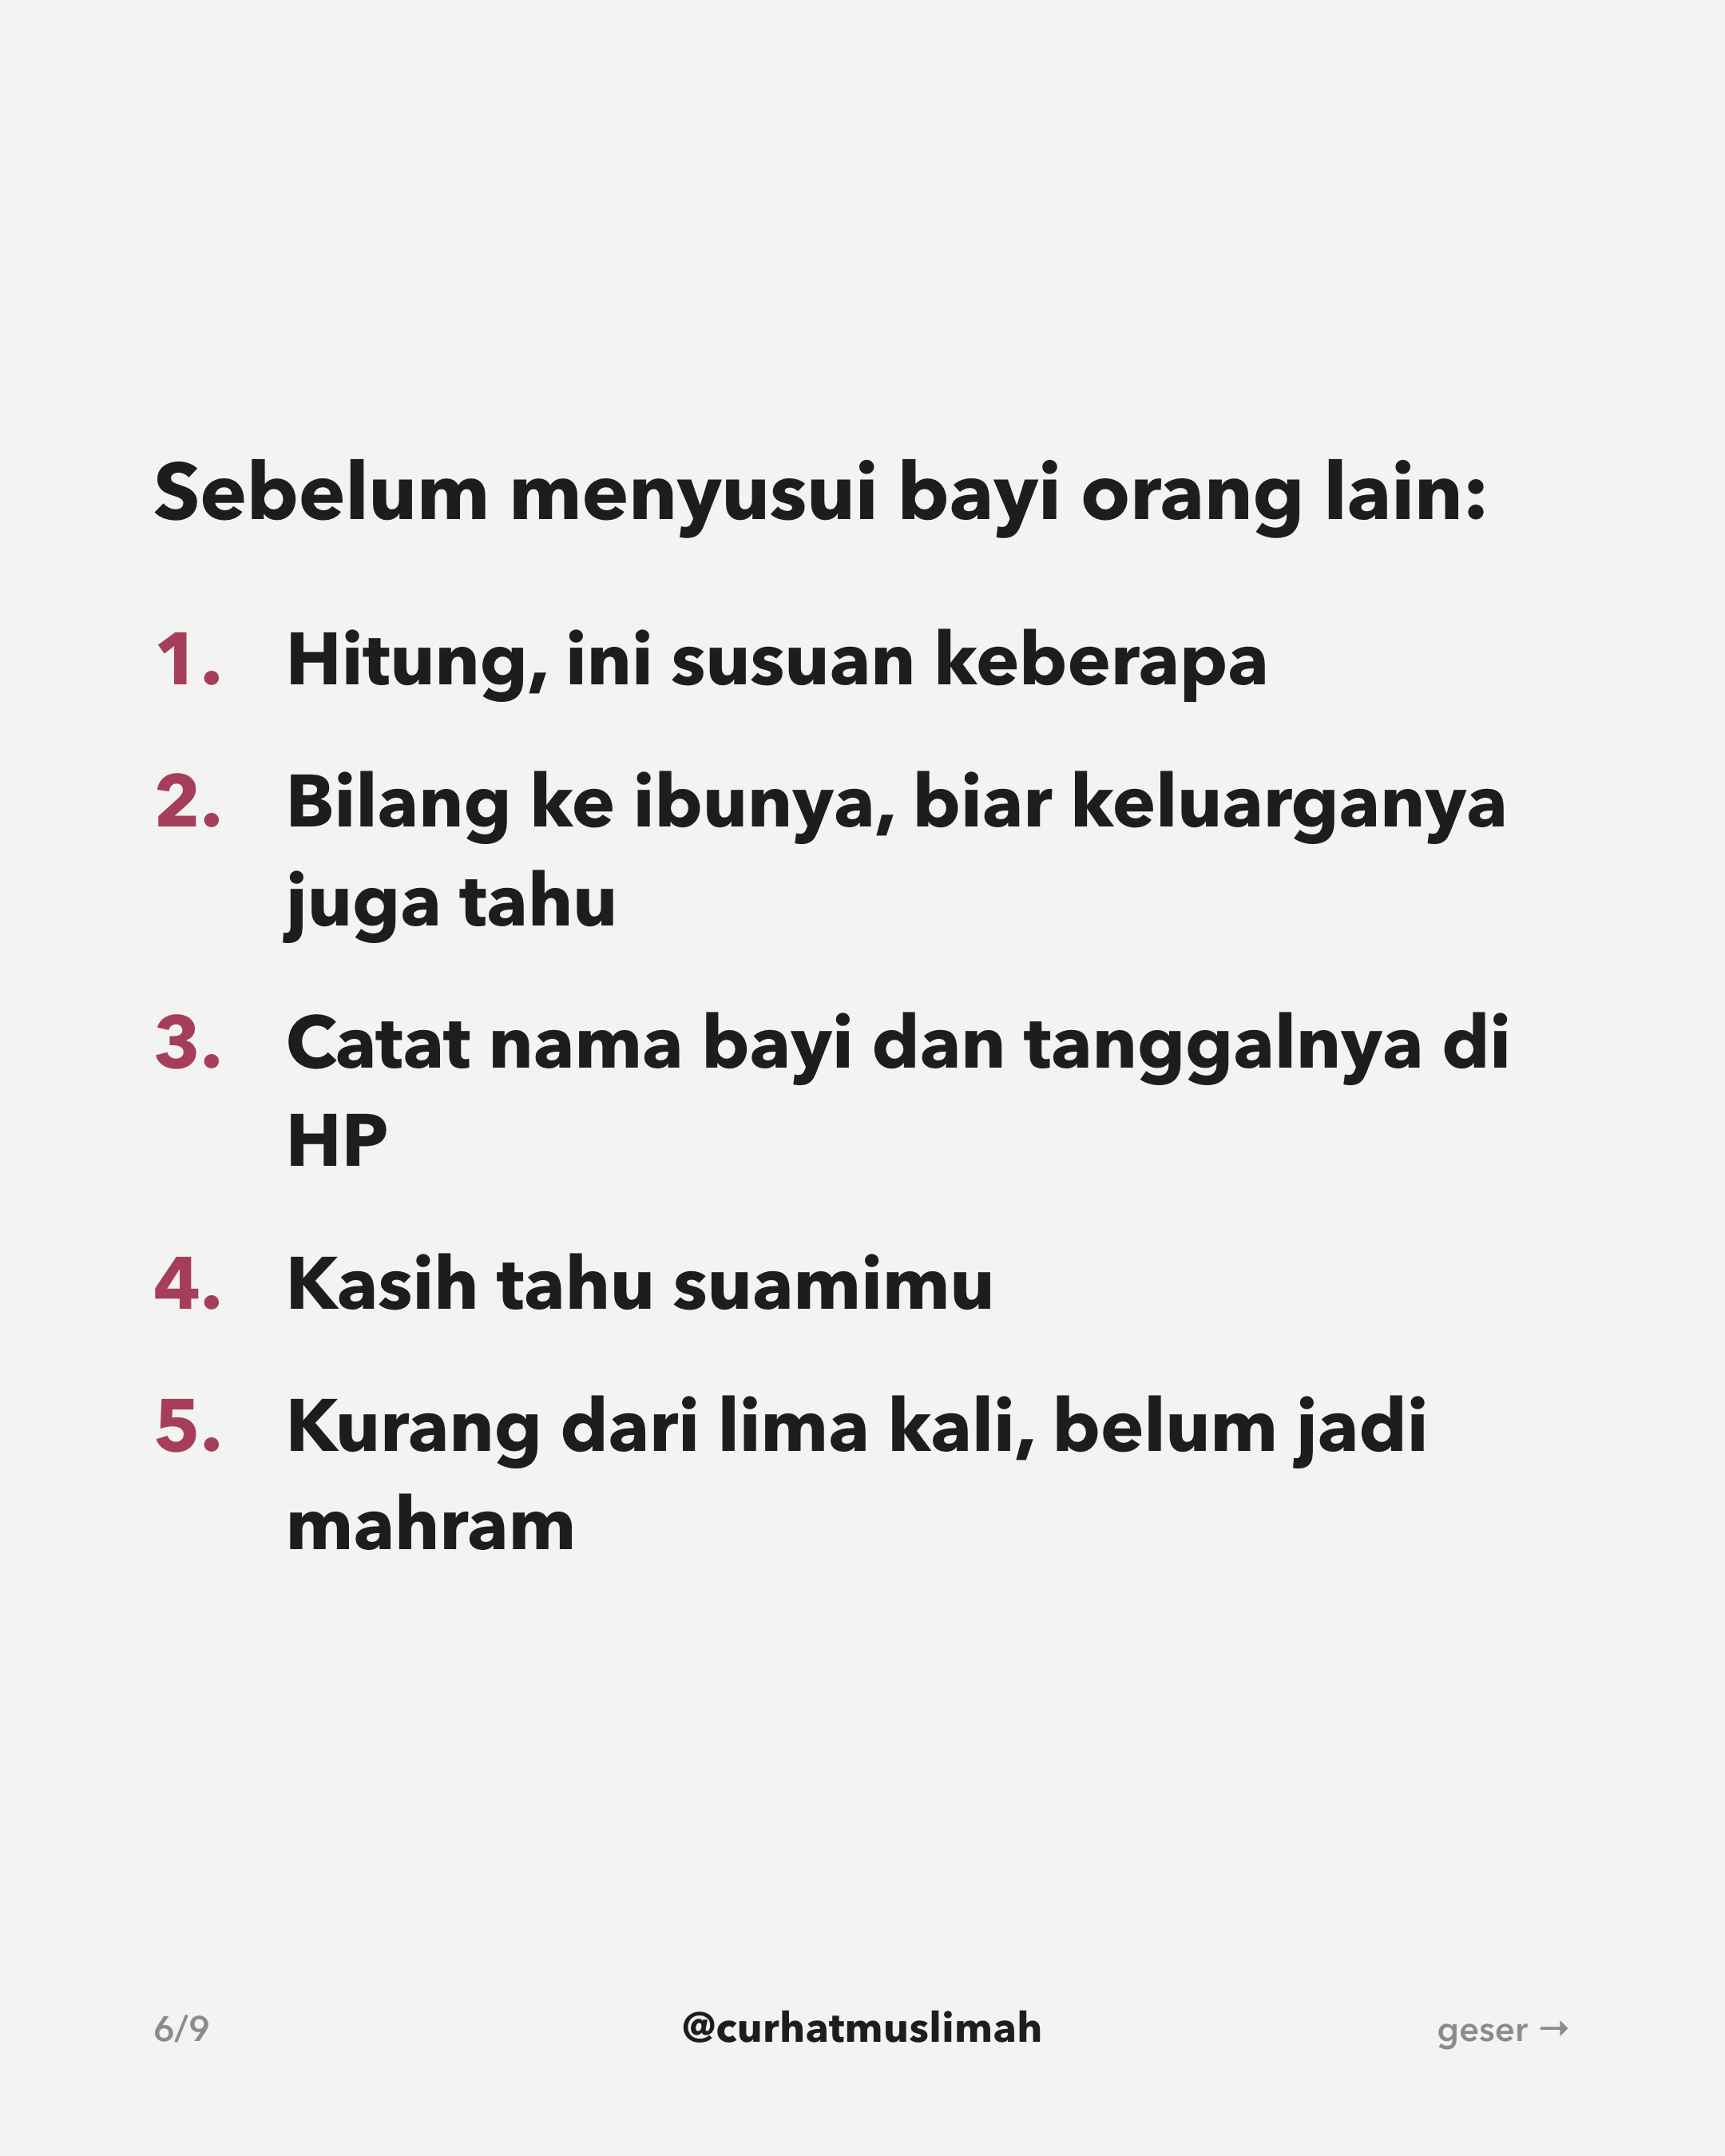 Sebelum menyusui bayi orang lain:
1. Hitung, ini susuan keberapa
2. Bilang ke ibunya, biar keluarganya
juga tahu
3. Catat nama bayi dan tanggalnya di
HP
4. Kasih tahu suamimu
5. Kurang dari lima kali, belum jadi
mahram
6/9
@curhatmuslimah
geser →